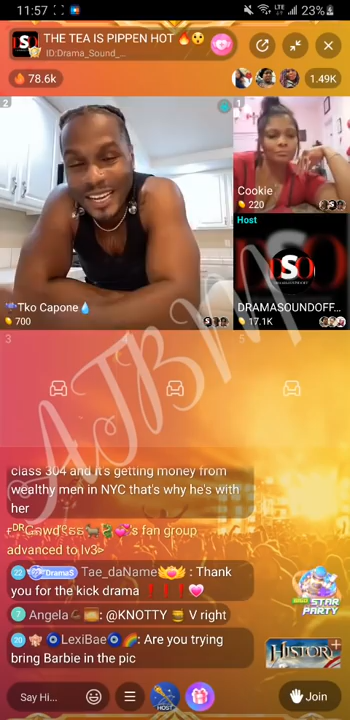 11:57
LTE
23%
THE TEA IS PIPPEN HOT🔥😯
ID:Drama_Sound_...
78.6k
1.49K
2
1
Cookie
220
Host
DRAMASOUNDOFF...
17.1K
Tko Capone💧
700
3
5
AJBM
class 304 and it's getting money from
wealthy men in NYC that's why he's with
her
s fan group
advanced to lv3>
22 DramaS Tae_daName : Thank
you for the kick drama ❗❗❗💗
7 Angela : @KNOTTY V right
20 LexiBae🧿🌈: Are you trying
bring Barbie in the pic
STAR
PARTY
HISTORY
Say Hi...
HOST
Join